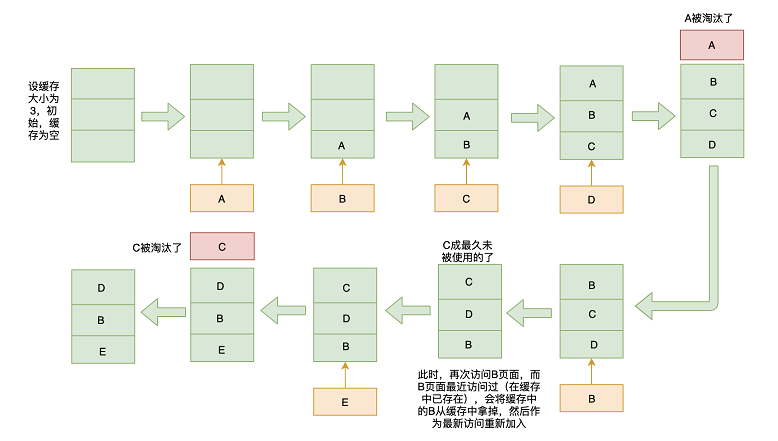 A被淘汰了
A
设缓存
大小为
3，初
始，缓
存为空
A
B
A
B
A
B
C
B
C
D
A
B
C
D
C被淘汰了
C
C成最久未
被使用的了
D
B
E
D
B
E
C
D
B
C
D
B
B
C
D
E
此时，再次访问B页面，而
B页面最近访问过（在缓存
中已存在），会将缓存中
的B从缓存中拿掉，然后作
为最新访问重新加入
B